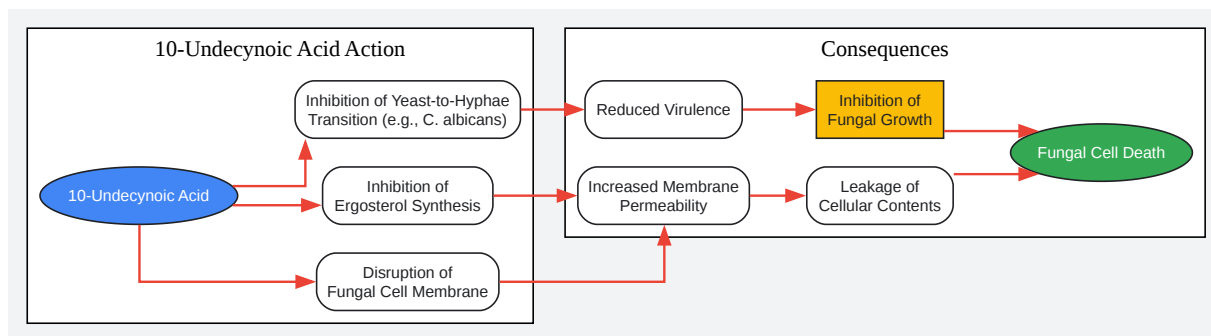 10-Undecynoic Acid Action
Consequences
Inhibition of Yeast-to-Hyphae
Transition (e.g., C. albicans)
Reduced Virulence
Inhibition of
Fungal Growth
Fungal Cell Death
10-Undecynoic Acid
Inhibition of
Ergosterol Synthesis
Increased Membrane
Permeability
Leakage of
Cellular Contents
Disruption of
Fungal Cell Membrane